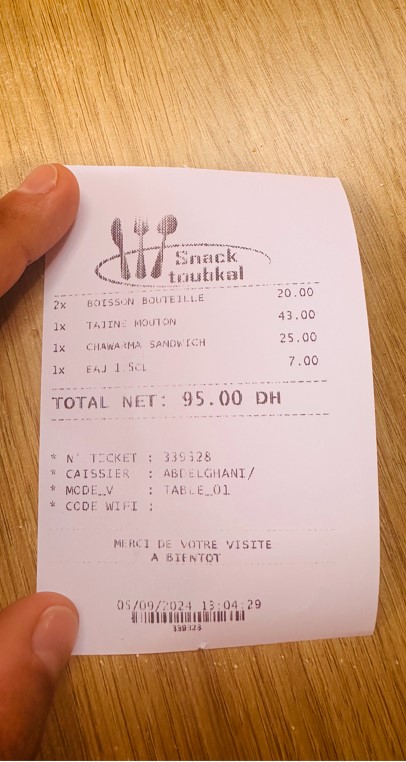 Snack
toubkal
2x BOISSON BOUTEILLE 20.00
1x TAJINE MOUTON 43.00
1x CHAWARMA SANDWICH 25.00
1x EAU 1.5CL 7.00
TOTAL NET: 95.00 DH
* N° TICKET : 339328
* CAISSIER : ABDELGHANI/
* MODE_V : TABLE_01
* CODE WIFI :
MERCI DE VOTRE VISITE
A BIENTOT
05/09/2024 13:04:29
339328